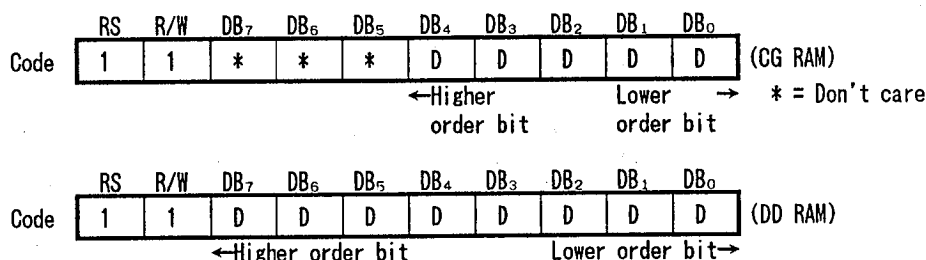 RS R/W DB₇ DB₆ DB₅ DB₄ DB₃ DB₂ DB₁ DB₀
Code 1 1 * * * D D D D D (CG RAM)
←Higher order bit Lower order bit → * = Don't care
RS R/W DB₇ DB₆ DB₅ DB₄ DB₃ DB₂ DB₁ DB₀
Code 1 1 D D D D D D D D (DD RAM)
←Higher order bit Lower order bit→